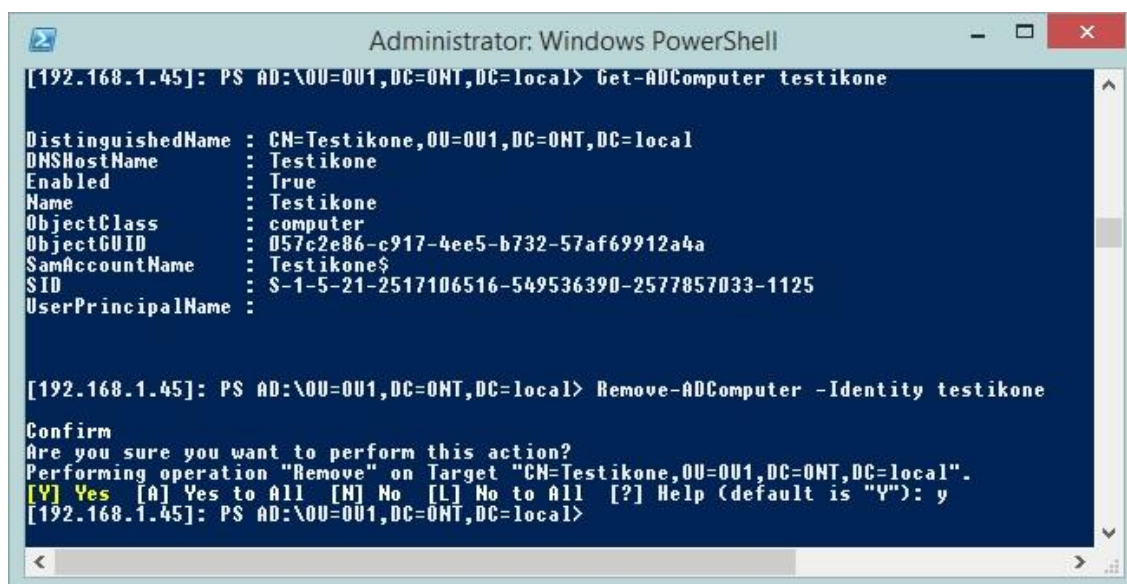 Administrator: Windows PowerShell
[192.168.1.45]: PS AD:\OU=OU1,DC=ONT,DC=local> Get-ADComputer testikone
DistinguishedName : CN=Testikone,OU=OU1,DC=ONT,DC=local
DNSHostName : Testikone
Enabled : True
Name : Testikone
ObjectClass : computer
ObjectGUID : 057c2e86-c917-4ee5-b732-57af69912a4a
SamAccountName : Testikone$
SID : S-1-5-21-2517106516-549536390-2577857033-1125
UserPrincipalName :
[192.168.1.45]: PS AD:\OU=OU1,DC=ONT,DC=local> Remove-ADComputer -Identity testikone
Confirm
Are you sure you want to perform this action?
Performing operation "Remove" on Target "CN=Testikone,OU=OU1,DC=ONT,DC=local".
[Y] Yes [A] Yes to All [N] No [L] No to All [?] Help (default is "Y"): y
[192.168.1.45]: PS AD:\OU=OU1,DC=ONT,DC=local>